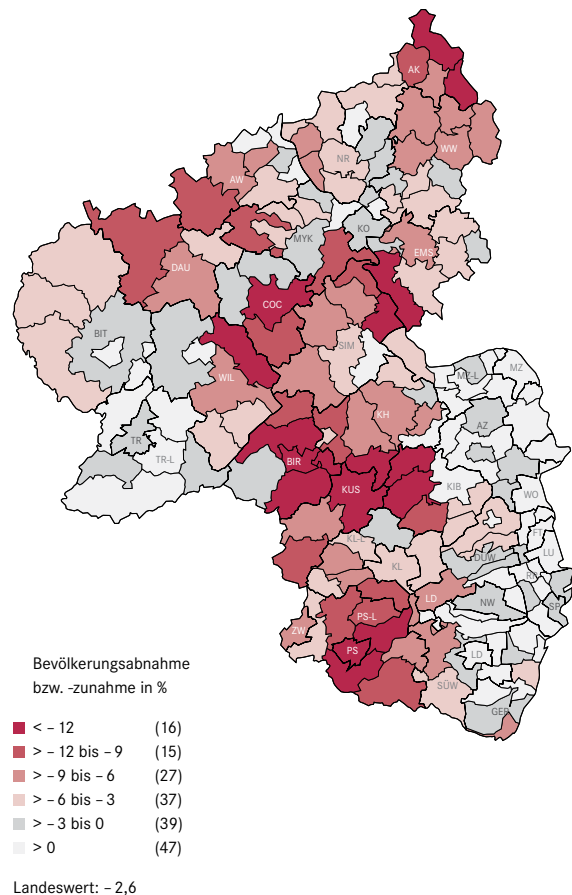 AK
WW
NR
AW
KO
MYK
EMS
DAU
COC
BIT
SIM
WIL
MZ
MZ-L
KH
AZ
TR
TR-L
BIR
KUS
KIB
WO
FT
KL-L
KL
DÜW
LU
LD
NW
SP
PS-L
ZW
PS
LD
SÜW
GER
Bevölkerungsabnahme
bzw. -zunahme in %
< – 12 (16)
> – 12 bis – 9 (15)
> – 9 bis – 6 (27)
> – 6 bis – 3 (37)
> – 3 bis 0 (39)
> 0 (47)
Landeswert: – 2,6